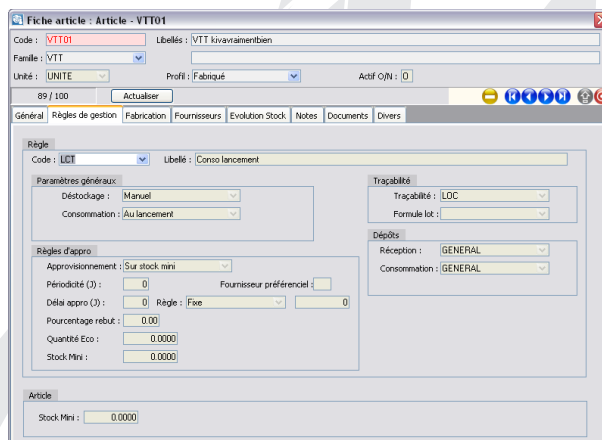 Fiche article : Article - VTT01
Code : VTT01 Libellés : VTT kivavraimentbien
Famille : VTT
Unité : UNITE Profil : Fabriqué Actif O/N : O
89 / 100 Actualiser
Général Règles de gestion Fabrication Fournisseurs Evolution Stock Notes Documents Divers
Règle
Code : LCT Libellé : Conso lancement
Paramètres généraux Traçabilité
Déstockage : Manuel Traçabilité : LOC
Consommation : Au lancement Formule lot :
Dépôts
Règles d'appro Réception : GENERAL
Approvisionnement : Sur stock mini Consommation : GENERAL
Périodicité (J) : 0 Fournisseur préférenciel :
Délai appro (J) : 0 Règle : Fixe 0
Pourcentage rebut : 0.00
Quantité Eco : 0.0000
Stock Mini : 0.0000
Article
Stock Mini : 0.0000